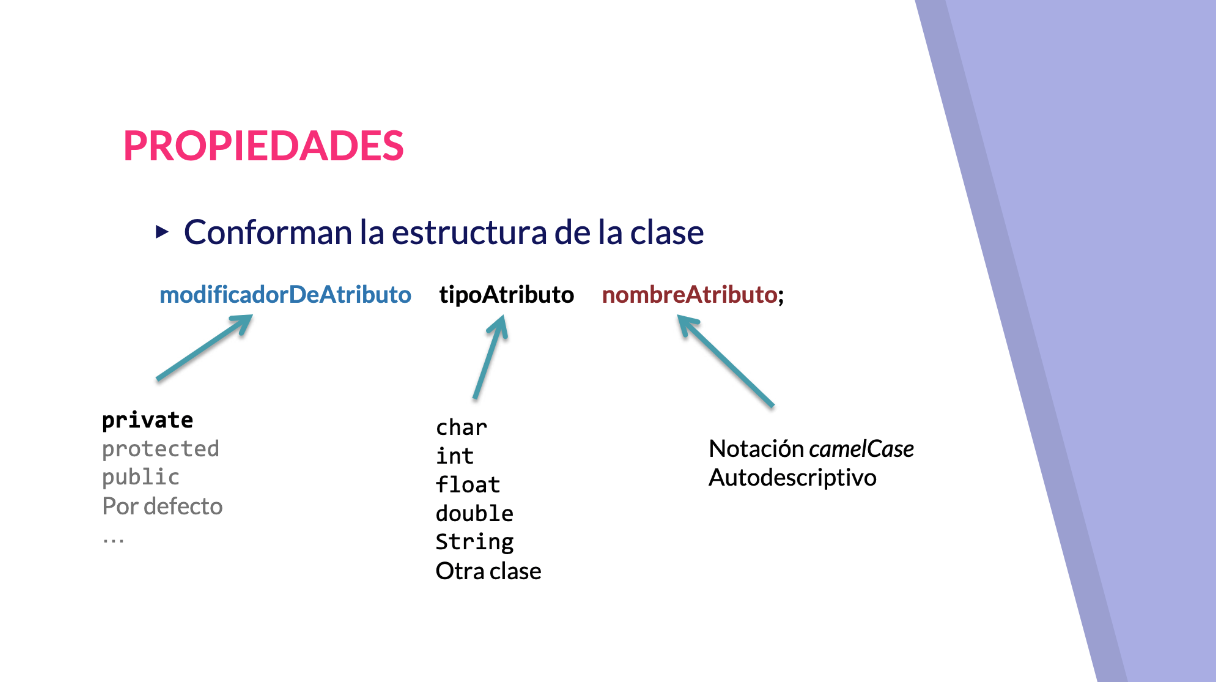 PROPIEDADES
▸ Conforman la estructura de la clase
modificadorDeAtributo tipoAtributo nombreAtributo;
private
protected
public
Por defecto
...
char
int
float
double
String
Otra clase
Notación camelCase
Autodescriptivo